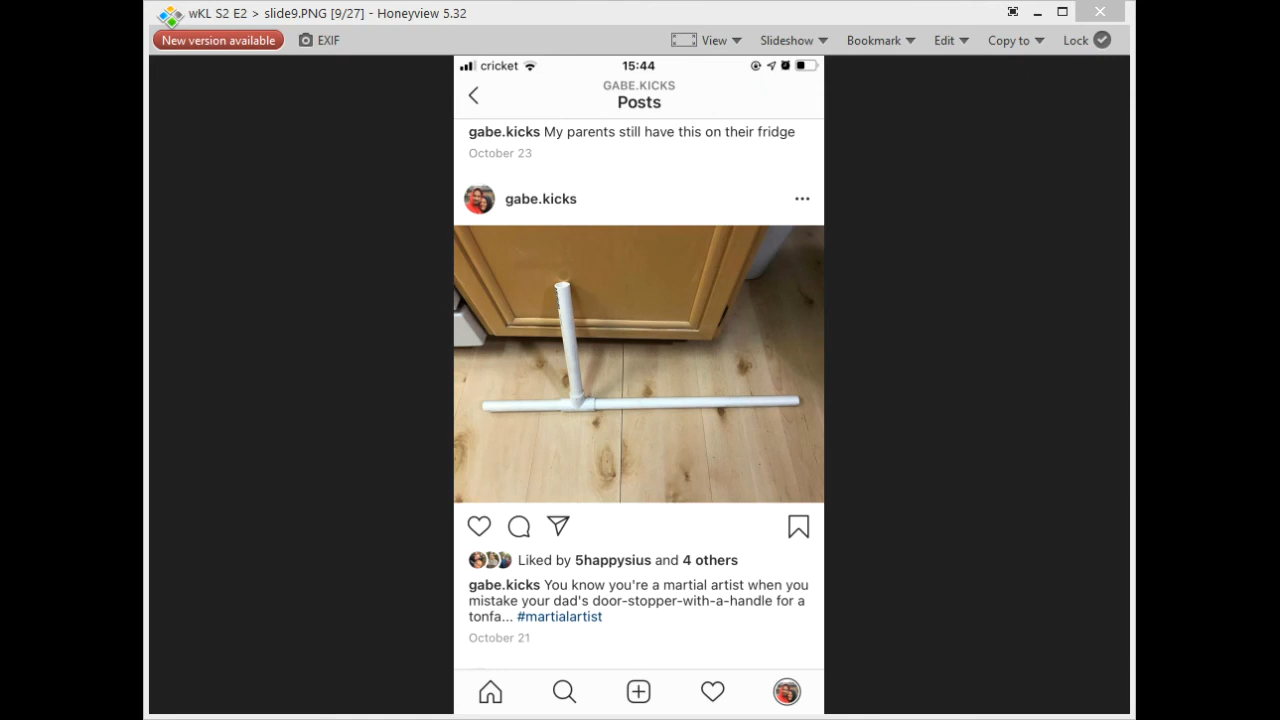 wKL S2 E2 > slide9.PNG [9/27] - Honeyview 5.32
New version available EXIF View Slideshow Bookmark Edit Copy to Lock
cricket 15:44
GABE.KICKS
Posts
gabe.kicks My parents still have this on their fridge
October 23
gabe.kicks
Liked by 5happysius and 4 others
gabe.kicks You know you're a martial artist when you
mistake your dad's door-stopper-with-a-handle for a
tonfa... #martialartist
October 21